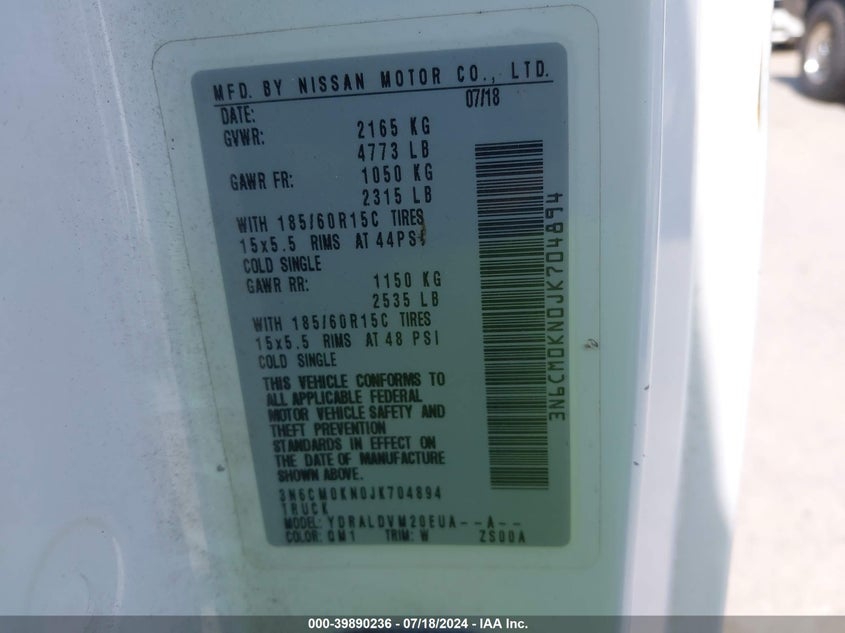 MFD. BY NISSAN MOTOR CO., LTD.
DATE: 07/18
GVWR: 2165 KG
4773 LB
GAWR FR: 1050 KG
2315 LB
WITH 185/60R15C TIRES
15x5.5 RIMS AT 44PSI
COLD SINGLE
GAWR RR: 1150 KG
2535 LB
WITH 185/60R15C TIRES
15x5.5 RIMS AT 48 PSI
COLD SINGLE
THIS VEHICLE CONFORMS TO
ALL APPLICABLE FEDERAL
MOTOR VEHICLE SAFETY AND
THEFT PREVENTION
STANDARDS IN EFFECT ON
THE DATE OF MANUFACTURE
SHOWN ABOVE.
3N6CM0KN0JK704894
TRUCK
MODEL: YDRALDVM20EUA--A--
COLOR: QM1 TRIM: W ZS00A
3N6CM0KN0JK704894
000-39890236 - 07/18/2024 - IAA Inc.